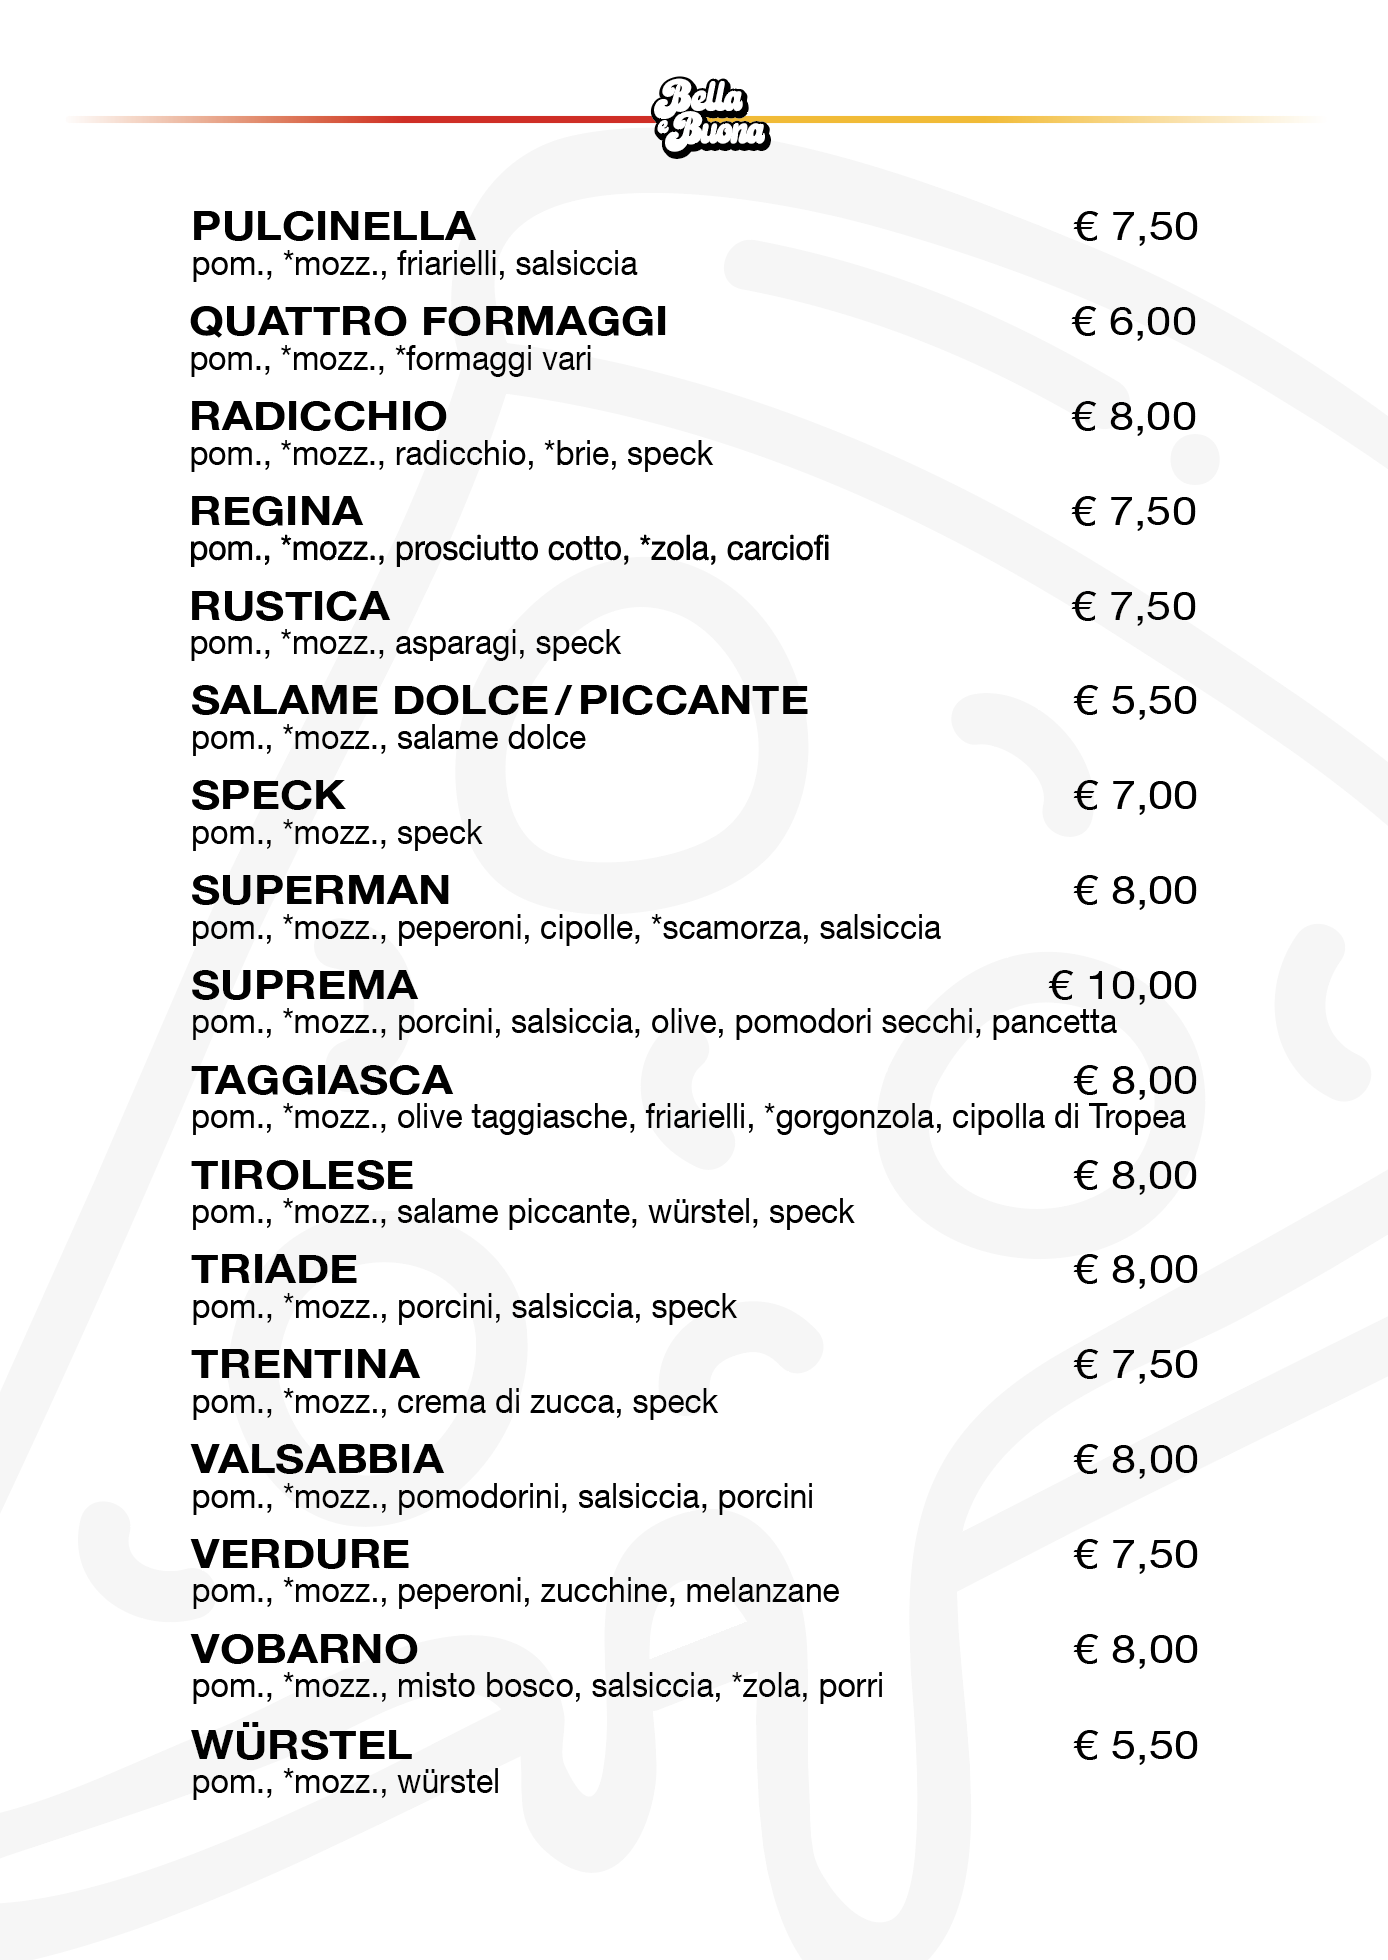 Bella
e Buona
PULCINELLA € 7,50
pom., *mozz., friarielli, salsiccia
QUATTRO FORMAGGI € 6,00
pom., *mozz., *formaggi vari
RADICCHIO € 8,00
pom., *mozz., radicchio, *brie, speck
REGINA € 7,50
pom., *mozz., prosciutto cotto, *zola, carciofi
RUSTICA € 7,50
pom., *mozz., asparagi, speck
SALAME DOLCE/PICCANTE € 5,50
pom., *mozz., salame dolce
SPECK € 7,00
pom., *mozz., speck
SUPERMAN € 8,00
pom., *mozz., peperoni, cipolle, *scamorza, salsiccia
SUPREMA € 10,00
pom., *mozz., porcini, salsiccia, olive, pomodori secchi, pancetta
TAGGIASCA € 8,00
pom., *mozz., olive taggiasche, friarielli, *gorgonzola, cipolla di Tropea
TIROLESE € 8,00
pom., *mozz., salame piccante, würstel, speck
TRIADE € 8,00
pom., *mozz., porcini, salsiccia, speck
TRENTINA € 7,50
pom., *mozz., crema di zucca, speck
VALSABBIA € 8,00
pom., *mozz., pomodorini, salsiccia, porcini
VERDURE € 7,50
pom., *mozz., peperoni, zucchine, melanzane
VOBARNO € 8,00
pom., *mozz., misto bosco, salsiccia, *zola, porri
WÜRSTEL € 5,50
pom., *mozz., würstel